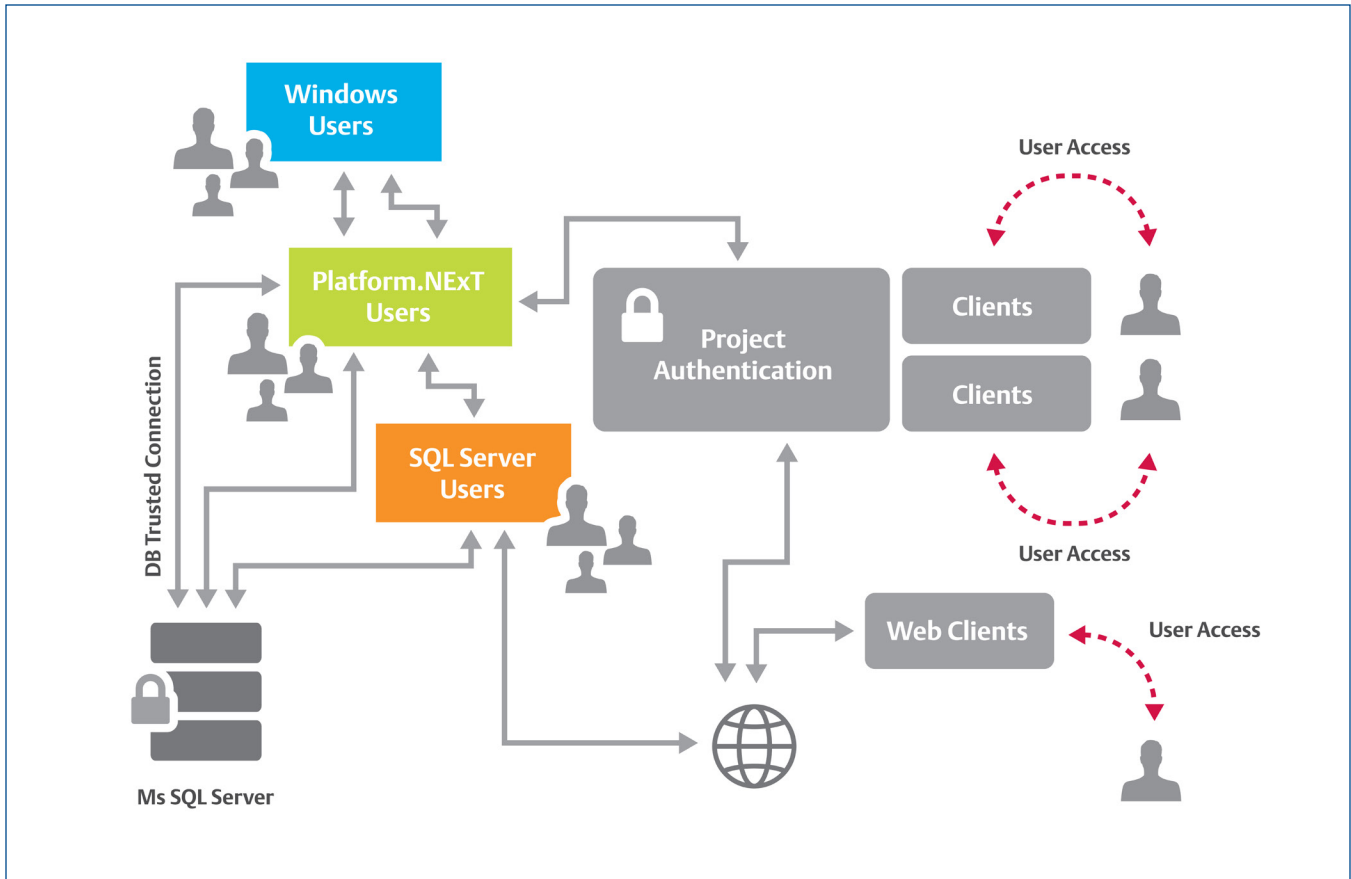 Windows
Users
User Access
Platform.NExT
Users
Clients
Project
Authentication
Clients
DB Trusted Connection
SQL Server
Users
User Access
Web Clients
User Access
Ms SQL Server